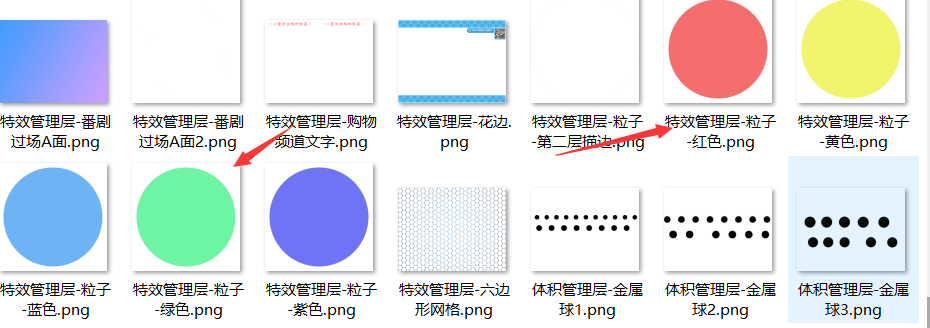 特效管理层-番剧
过场A面.png
特效管理层-番剧
过场A面2.png
特效管理层-购物
频道文字.png
特效管理层-花边.
png
特效管理层-粒子
-第二层描边.png
特效管理层-粒子
-红色.png
特效管理层-粒子
-黄色.png
特效管理层-粒子
-蓝色.png
特效管理层-粒子
-绿色.png
特效管理层-粒子
-紫色.png
特效管理层-六边
形网格.png
体积管理层-金属
球1.png
体积管理层-金属
球2.png
体积管理层-金属
球3.png